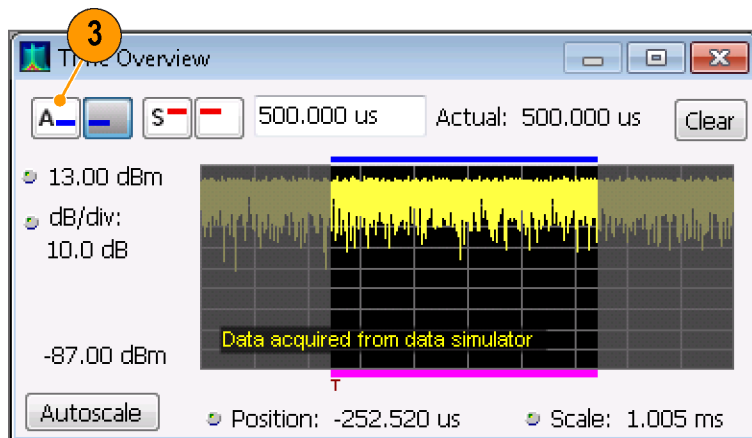 3
Time Overview
A S 500.000 us Actual: 500.000 us Clear
13.00 dBm
dB/div:
10.0 dB
Data acquired from data simulator
-87.00 dBm
T
Autoscale Position: -252.520 us Scale: 1.005 ms